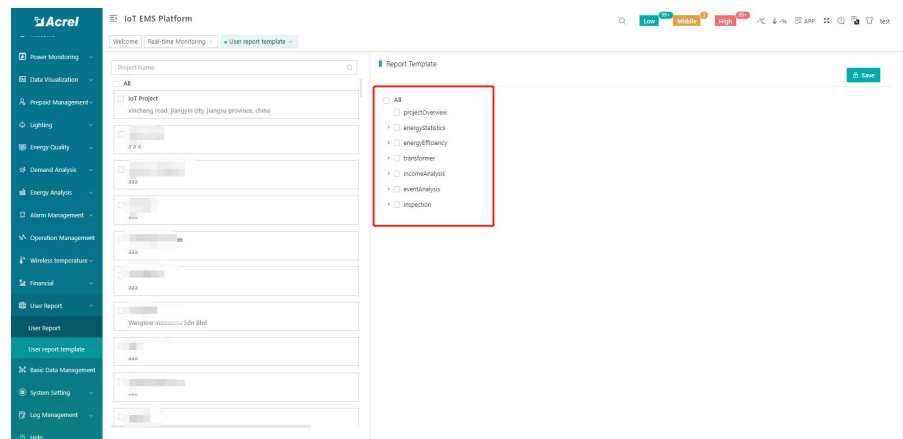 Acrel
IoT EMS Platform
Low 99+ Middle 3 High 99+ -℃ -% APP test
Welcome Real-time Monitoring × • User report template ×
Power Monitoring
Data Visualization
Prepaid Management
Lighting
Energy Quality
Demand Analysis
Energy Analysis
Alarm Management
Operation Management
Wireless temperature
Financial
User Report
User Report
User report template
Basic Data Management
System Setting
Log Management
Help
Project Name
All
IoT Project
xincheng road, jiangyin city, jiangsu province, china
a'a'a
aaa
aaa
m
aaa
aaa
Sdn Bhd
aaa
Report Template
Save
All
projectOverview
energyStatistics
energyEfficiency
transformer
incomeAnalysis
eventAnalysis
inspection